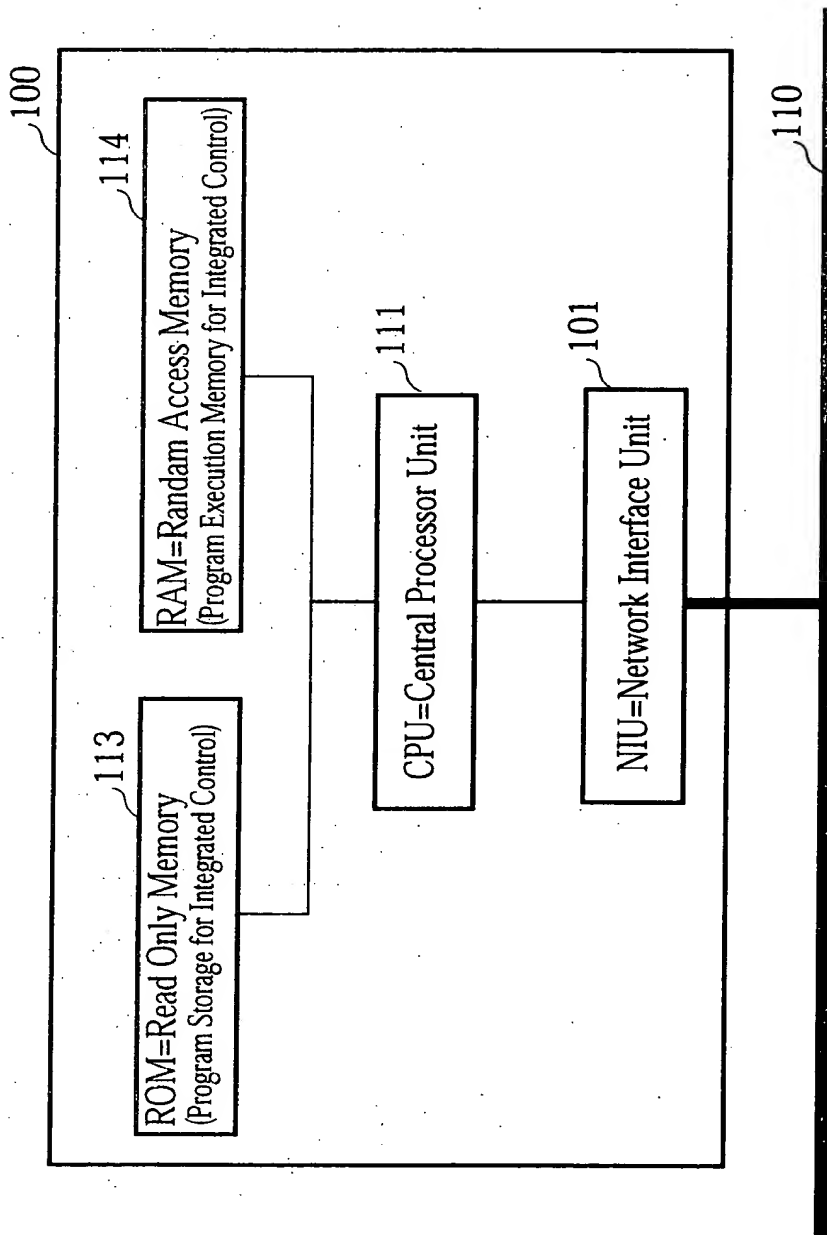 100
113
ROM=Read Only Memory
(Program Storage for Integrated Control)
114
RAM=Randam Access Memory
(Program Execution Memory for Integrated Control)
111
CPU=Central Processor Unit
101
NIU=Network Interface Unit
110